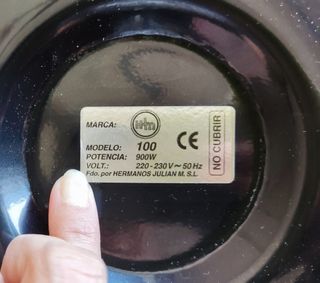 MARCA:
MODELO: 100
POTENCIA: 900W
VOLT.: 220 - 230 V ~ 50 Hz
Fdo. por HERMANOS JULIAN M. S.L
CE
NO CUBRIR